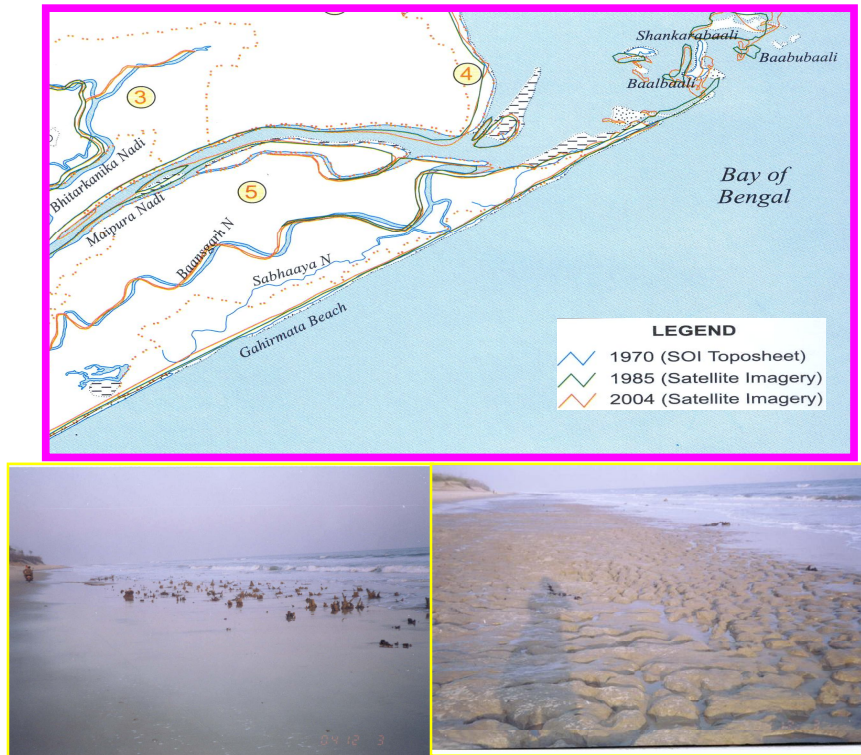 Shankarabaali
Baabubaali
Baalbaali
4
3
Bhitarkanika Nadi
Maipura Nadi
5
Baansgarh N
Sabhaaya N
Gahirmata Beach
Bay of
Bengal
LEGEND
1970 (SOI Toposheet)
1985 (Satellite Imagery)
2004 (Satellite Imagery)